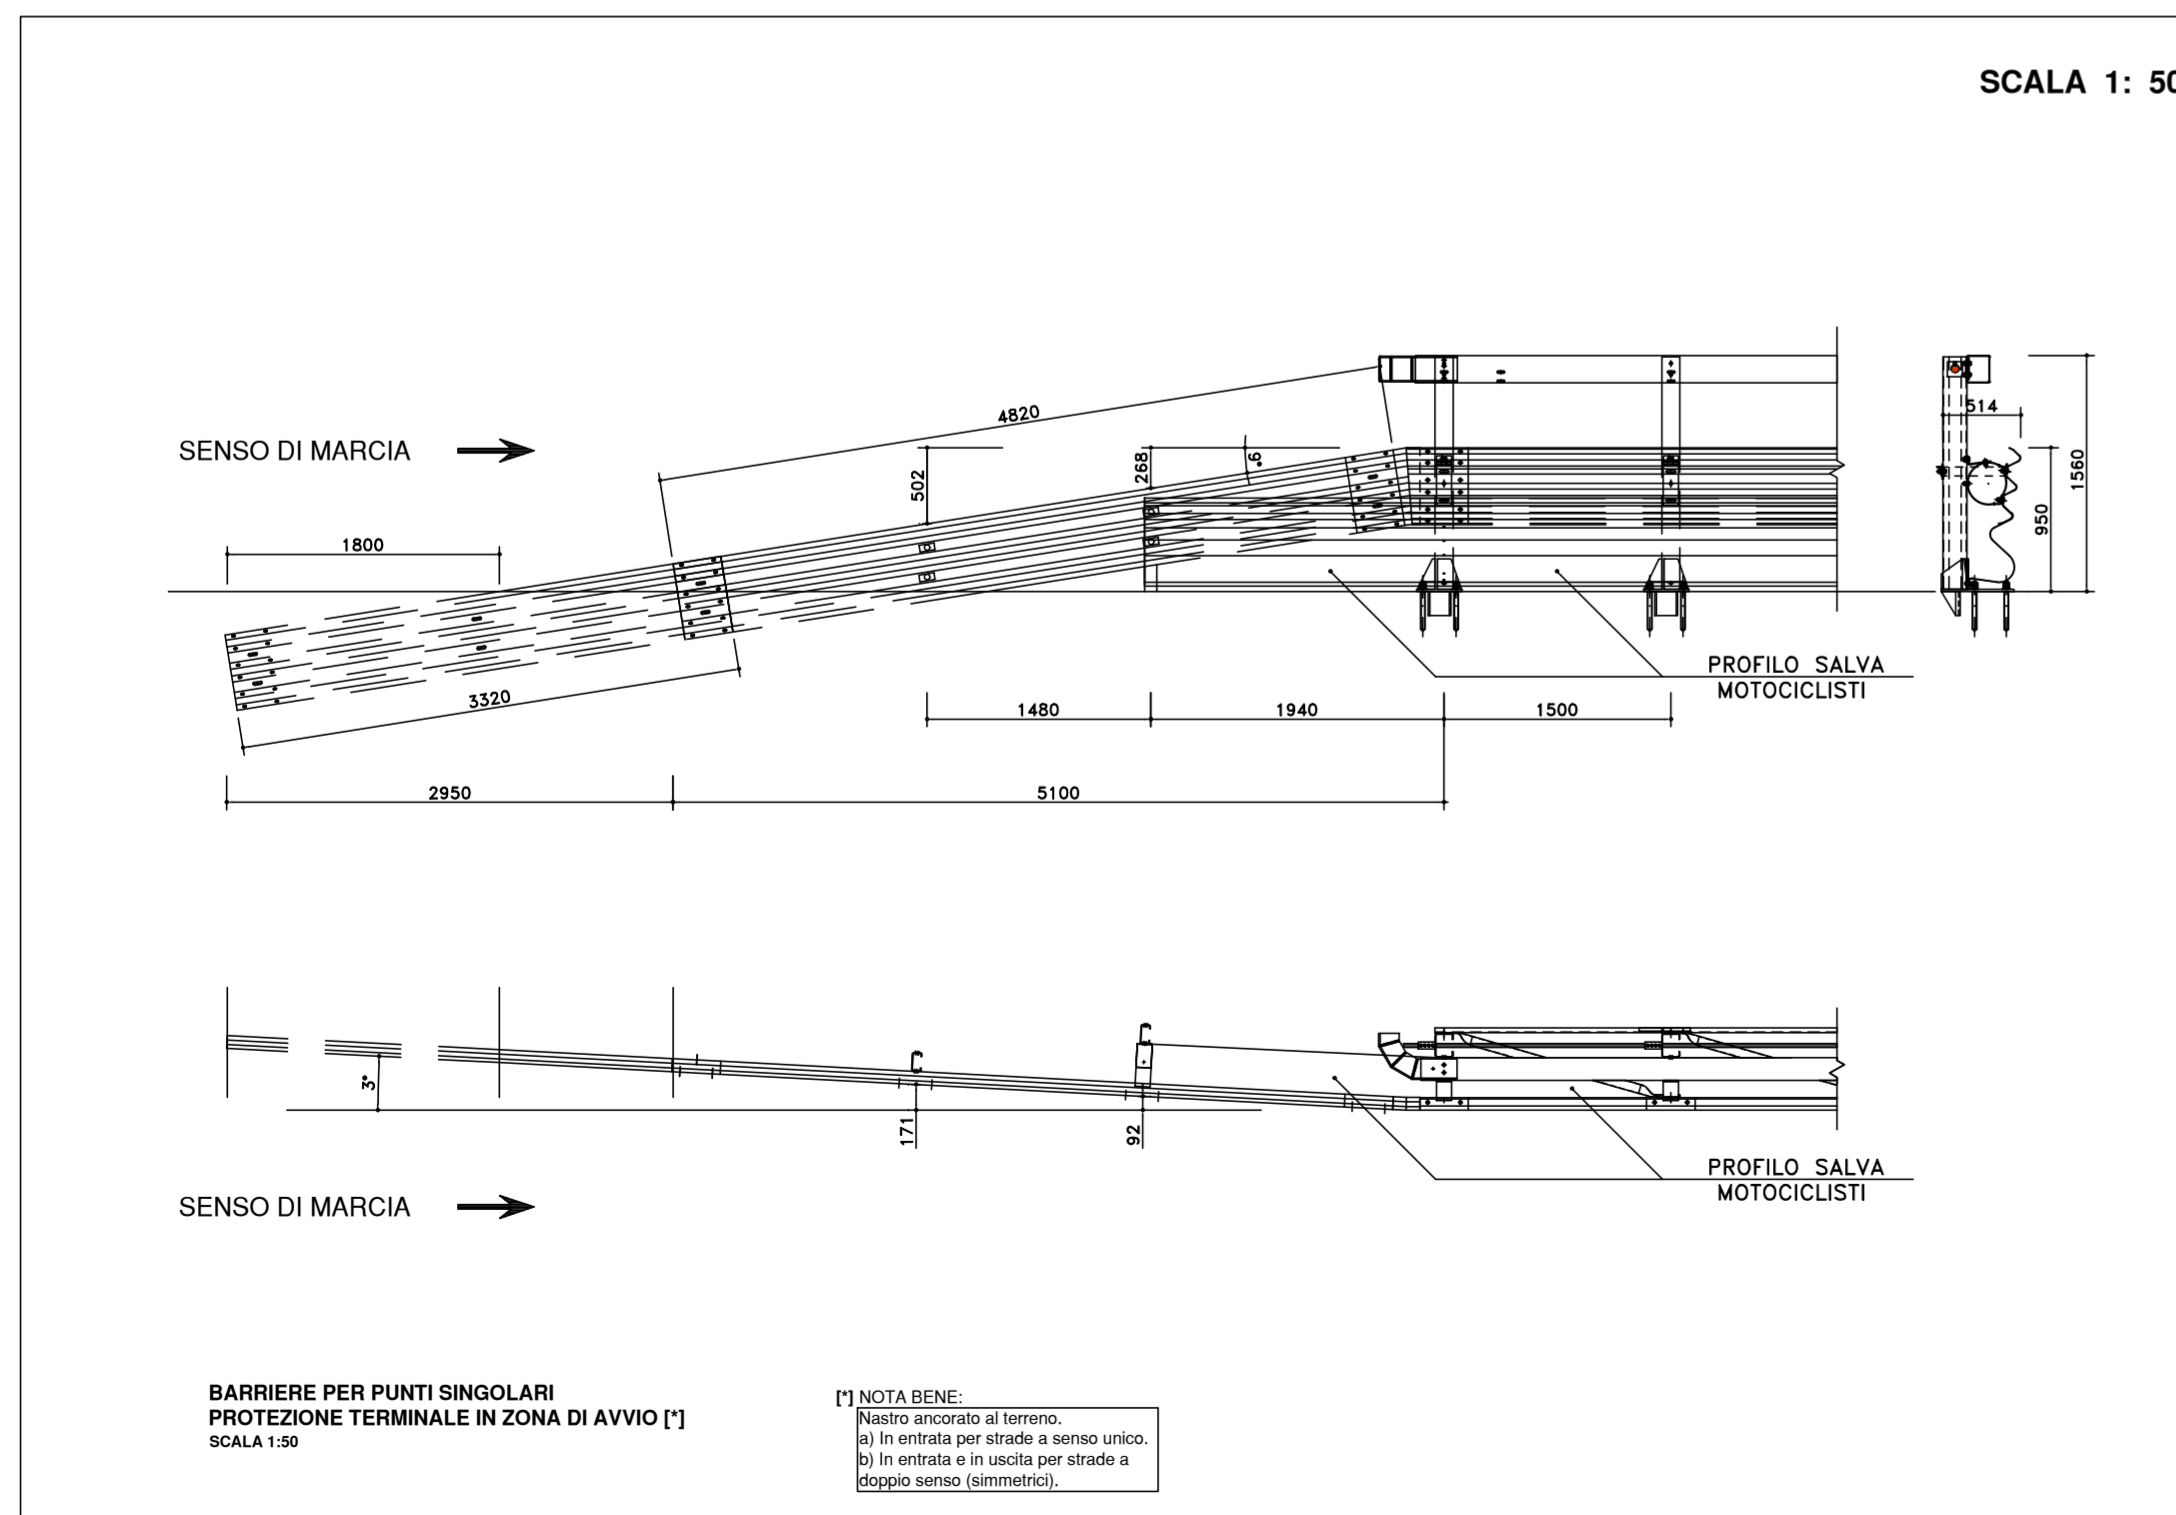 SCALA 1: 50
4820
SENSO DI MARCIA
502
268
9°
514
1560
950
1800
3320
PROFILO SALVA
MOTOCICLISTI
1480
1940
1500
2950
5100
3°
171
92
PROFILO SALVA
MOTOCICLISTI
SENSO DI MARCIA
BARRIERE PER PUNTI SINGOLARI
PROTEZIONE TERMINALE IN ZONA DI AVVIO [*]
SCALA 1:50
[*] NOTA BENE:
Nastro ancorato al terreno.
a) In entrata per strade a senso unico.
b) In entrata e in uscita per strade a
doppio senso (simmetrici).